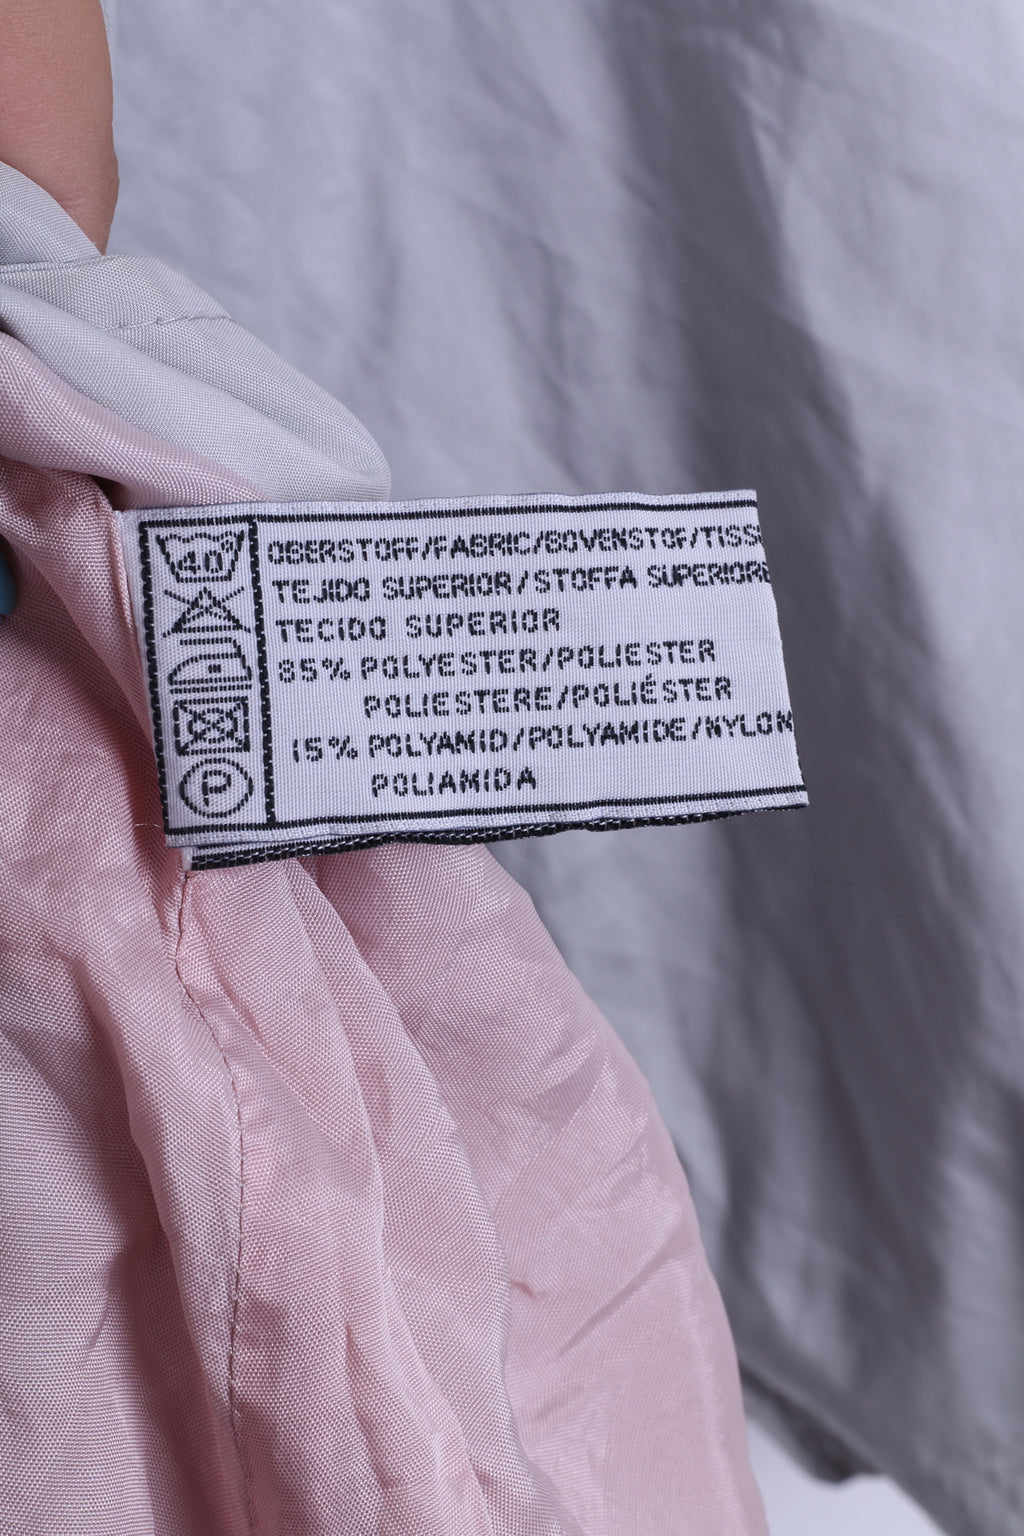 40
OBERSTOFF/FABRIC/BOVENSTOF/TISS
TEJIDO SUPERIOR/STOFFA SUPERIORE
TECIDO SUPERIOR
85% POLYESTER/POLIESTER
POLIESTERE/POLIÉSTER
15% POLYAMID/POLYAMIDE/NYLON
POLIAMIDA